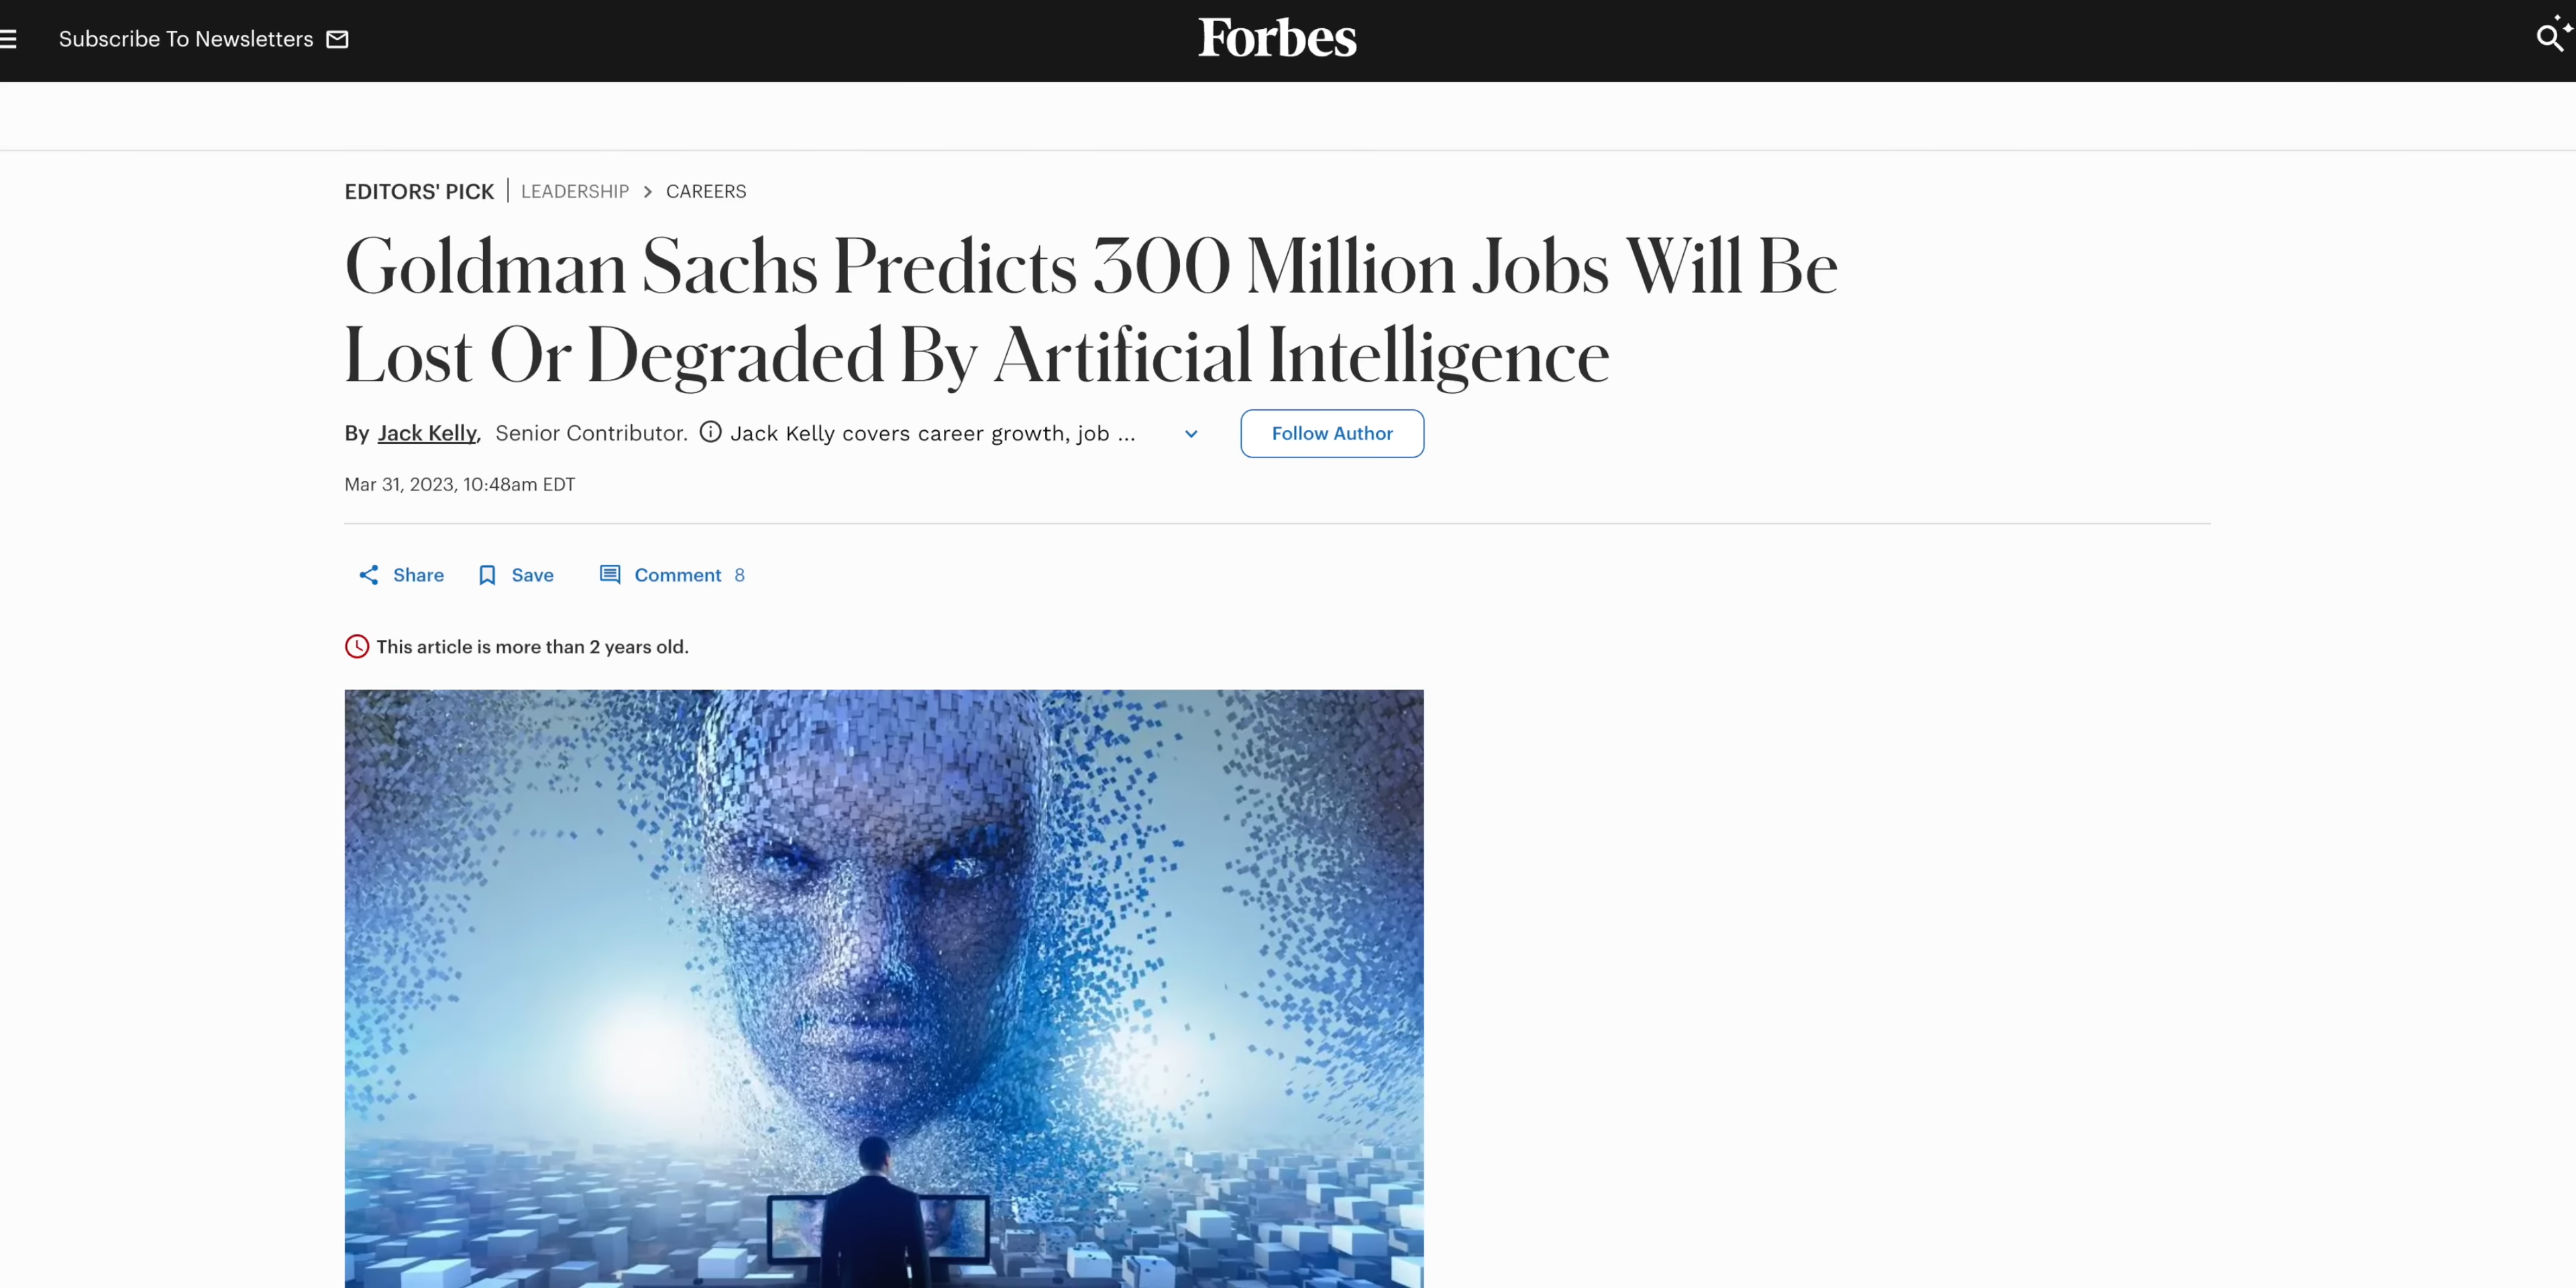 Subscribe To Newsletters
Forbes
EDITORS' PICK | LEADERSHIP > CAREERS
Goldman Sachs Predicts 300 Million Jobs Will Be
Lost Or Degraded By Artificial Intelligence
By Jack Kelly, Senior Contributor. Jack Kelly covers career growth, job ...
Follow Author
Mar 31, 2023, 10:48am EDT
Share Save Comment 8
This article is more than 2 years old.